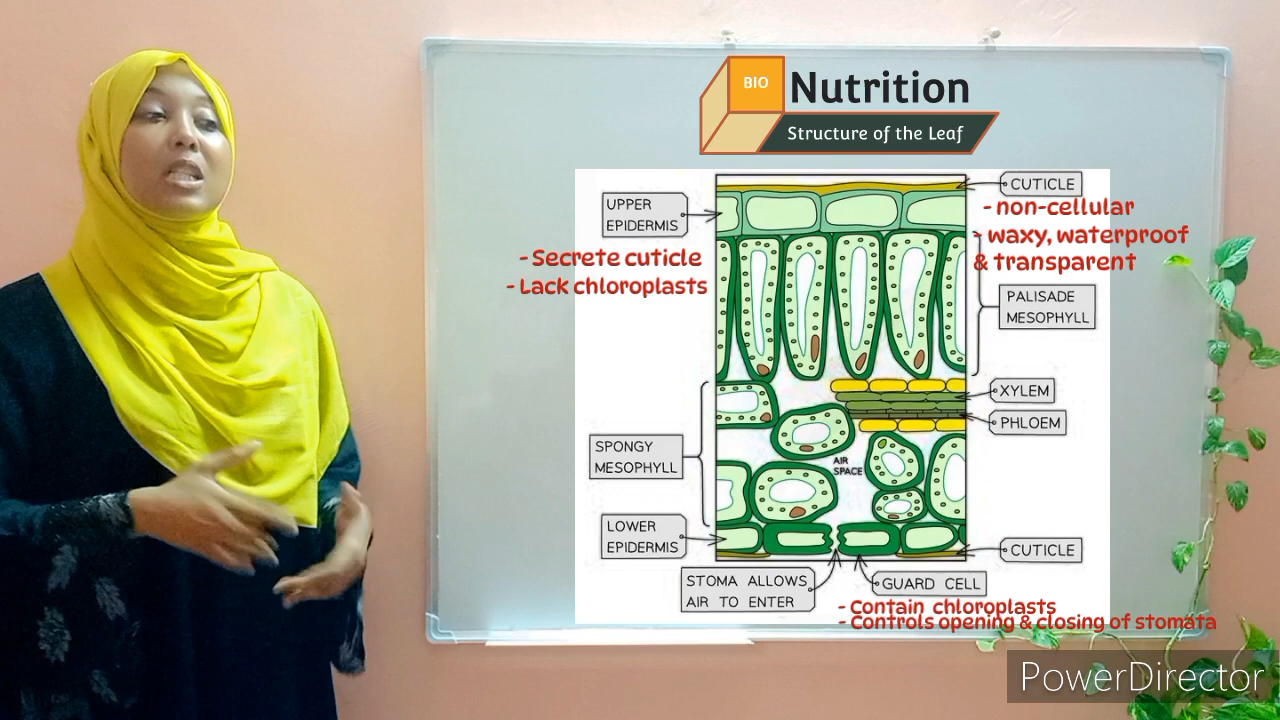 BIO
Nutrition
Structure of the Leaf
CUTICLE
- non-cellular
- waxy, waterproof
& transparent
UPPER
EPIDERMIS
- Secrete cuticle
- Lack chloroplasts
PALISADE
MESOPHYLL
XYLEM
PHLOEM
SPONGY
MESOPHYLL
AIR
SPACE
LOWER
EPIDERMIS
CUTICLE
STOMA ALLOWS
AIR TO ENTER
GUARD CELL
- Contain chloroplasts
- Controls opening & closing of stomata
PowerDirector